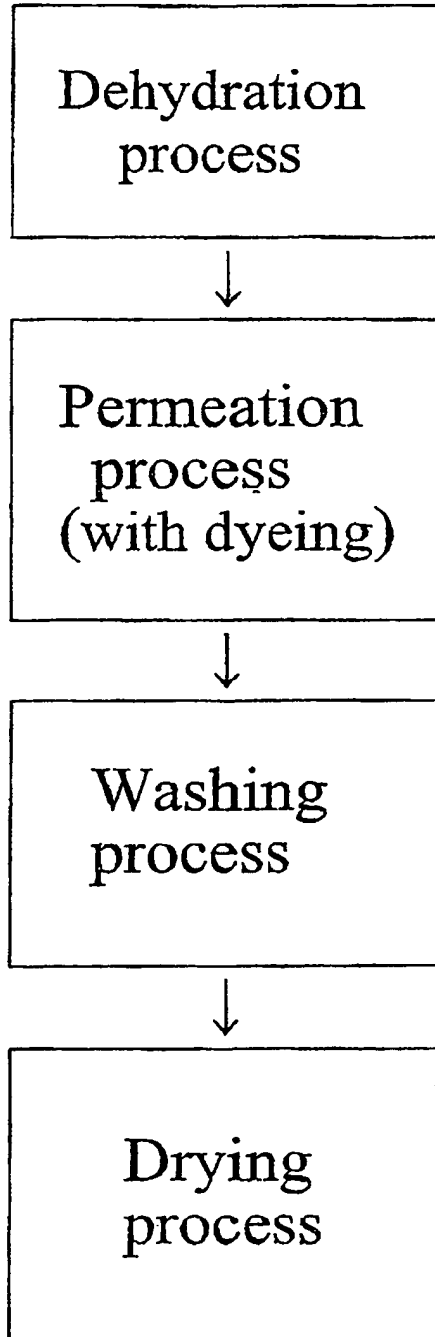 Dehydration
process
Permeation
process
(with dyeing)
Washing
process
Drying
process